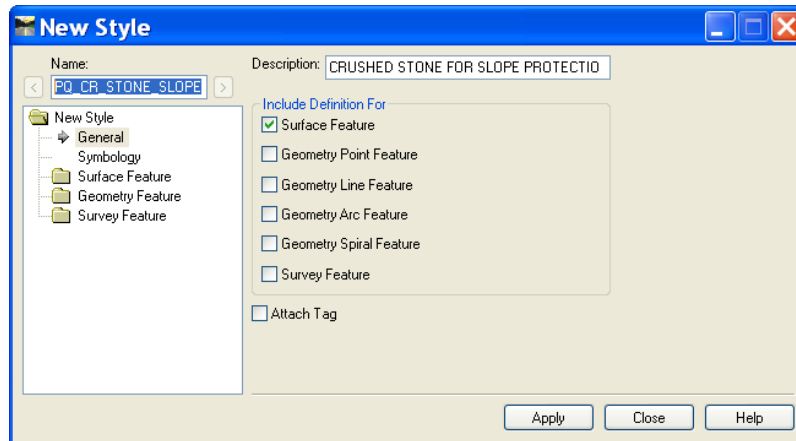 New Style
Name:
PQ_CR_STONE_SLOPE
Description: CRUSHED STONE FOR SLOPE PROTECTIO
New Style
General
Symbology
Surface Feature
Geometry Feature
Survey Feature
Include Definition For
Surface Feature
Geometry Point Feature
Geometry Line Feature
Geometry Arc Feature
Geometry Spiral Feature
Survey Feature
Attach Tag
Apply Close Help